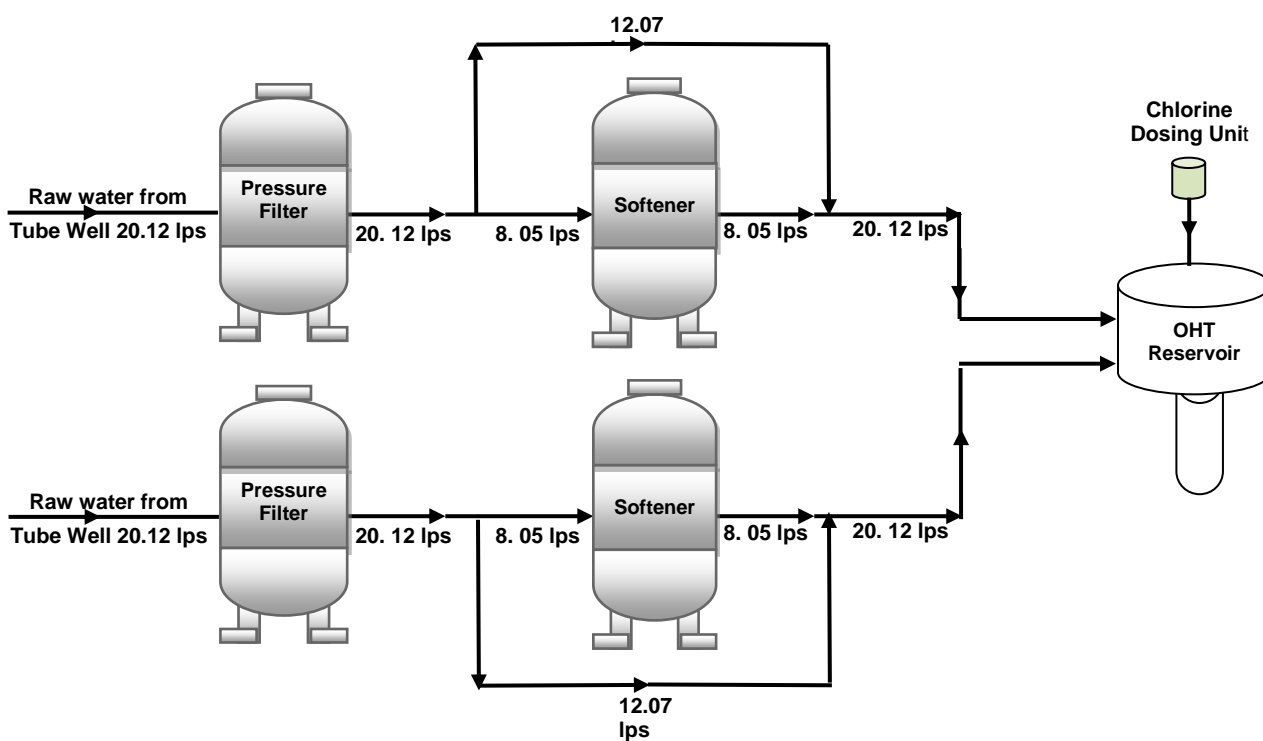 12.07
Chlorine
Dosing Unit
Pressure
Filter
Softener
Raw water from
Tube Well 20.12 lps
20. 12 lps
8. 05 lps
8. 05 lps
20. 12 lps
OHT
Reservoir
Pressure
Filter
Softener
Raw water from
Tube Well 20.12 lps
20. 12 lps
8. 05 lps
8. 05 lps
20. 12 lps
12.07
lps